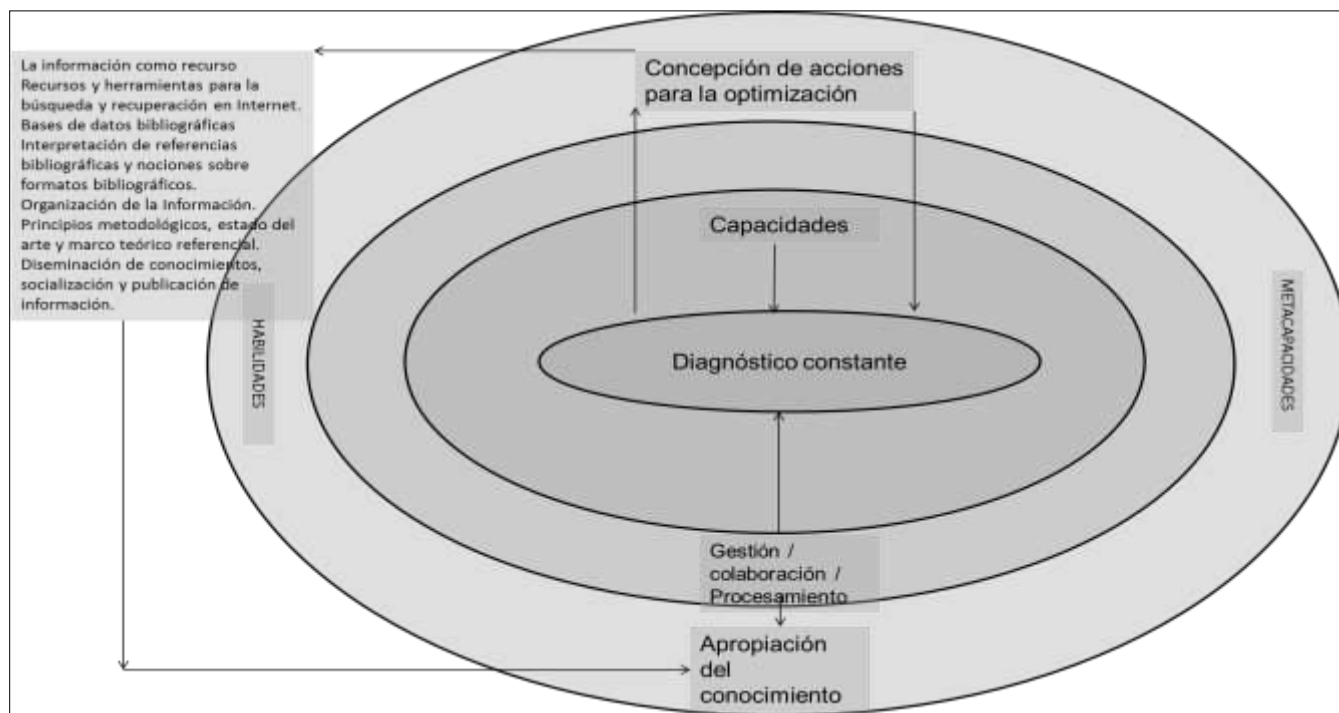 La información como recurso
Recursos y herramientas para la
búsqueda y recuperación en Internet.
Bases de datos bibliográficas
Interpretación de referencias
bibliográficas y nociones sobre
formatos bibliográficos.
Organización de la Información.
Principios metodológicos, estado del
arte y marco teórico referencial.
Diseminación de conocimientos,
socialización y publicación de
información.
Concepción de acciones
para la optimización
Capacidades
Diagnóstico constante
HABILIDADES
METACAPACIDADES
Gestión /
colaboración /
Procesamiento
Apropiación
del
conocimiento